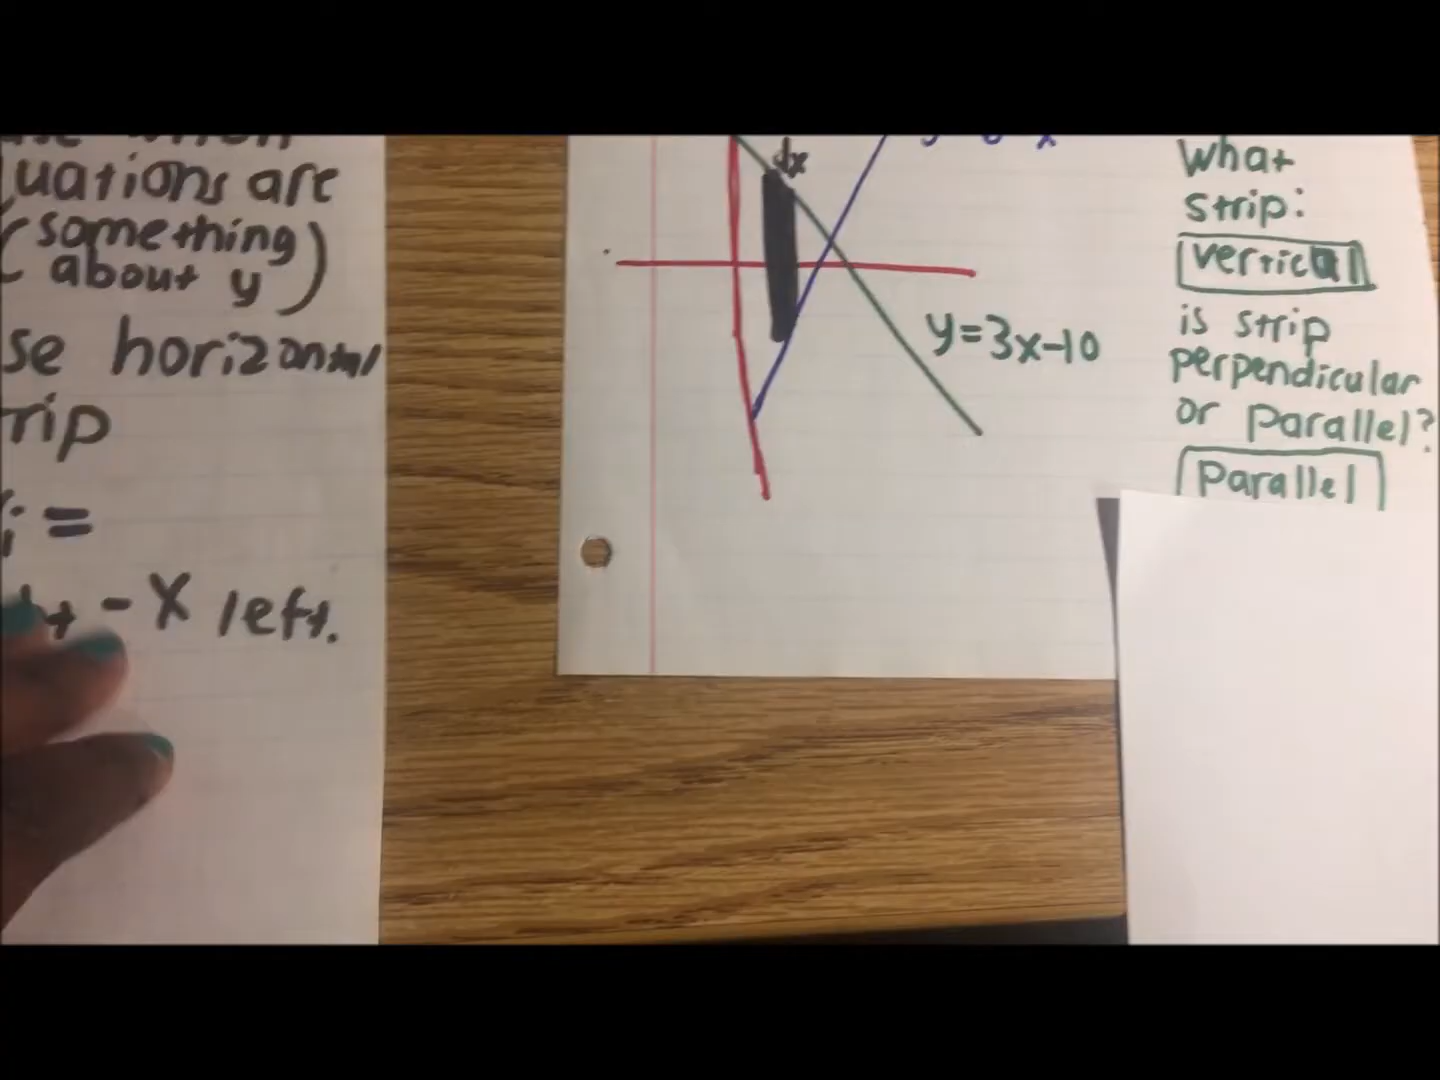 uations are
(something
about y)
se horizontal
rip
i =
- X left.
dx
y=3x-10
What
strip:
vertical
is strip
perpendicular
or parallel?
Parallel